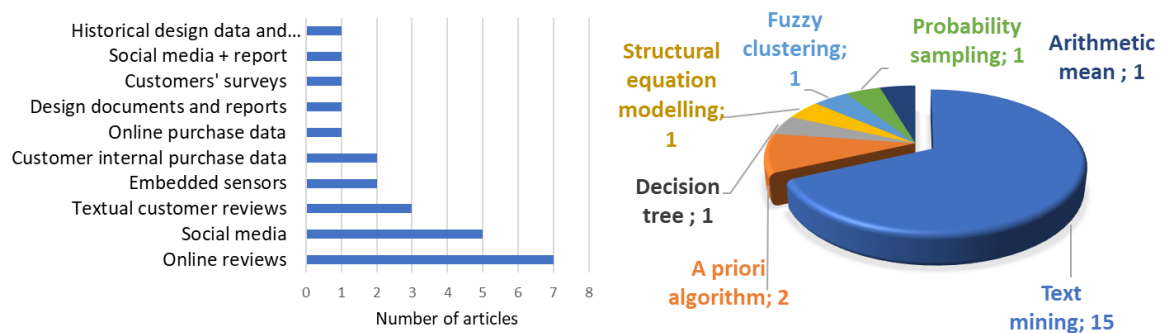 Historical design data and...
Social media + report
Customers' surveys
Design documents and reports
Online purchase data
Customer internal purchase data
Embedded sensors
Textual customer reviews
Social media
Online reviews
0 1 2 3 4 5 6 7 8
Number of articles
Fuzzy
clustering;
1
Probability
sampling; 1
Arithmetic
mean ; 1
Structural
equation
modelling;
1
Decision
tree ; 1
A priori
algorithm; 2
Text
mining; 15